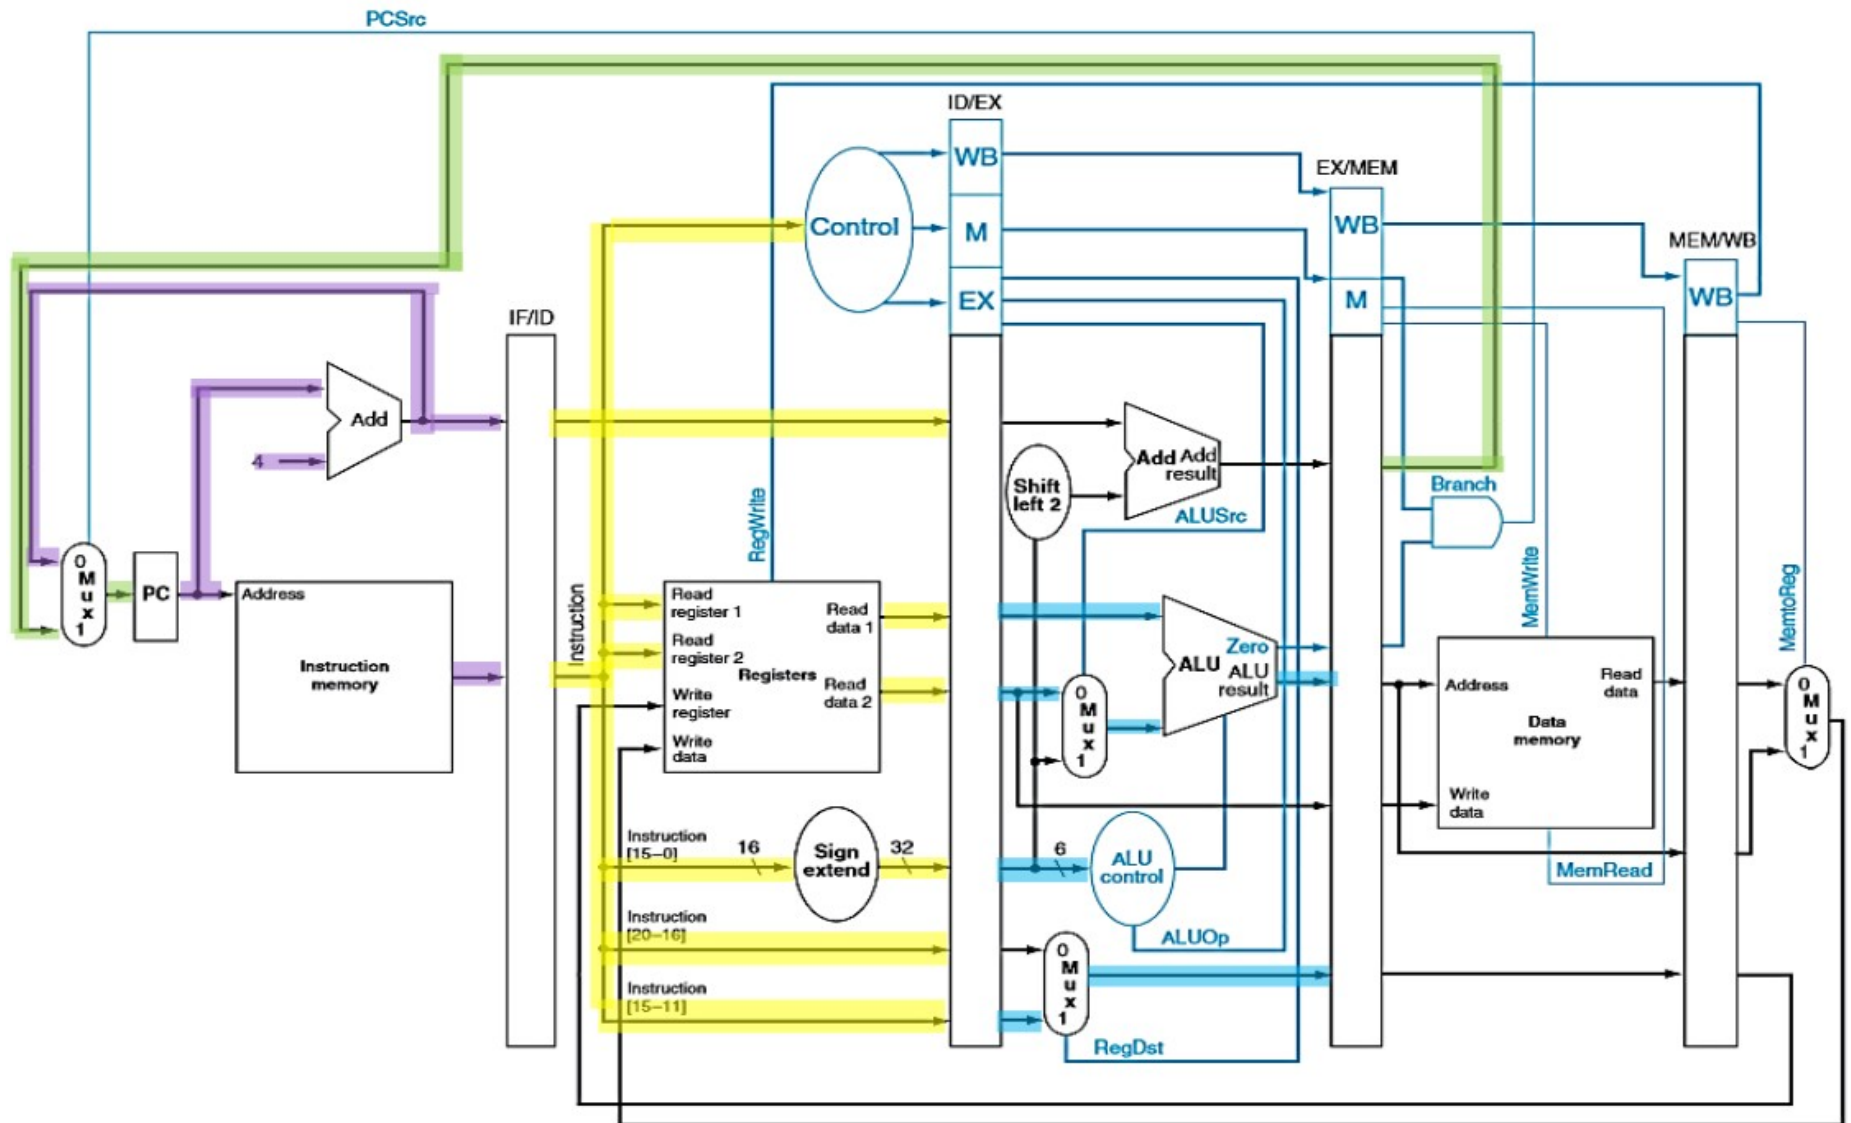 PCSrc
ID/EX
WB
EX/MEM
Control
M
WB
MEM/WB
EX
M
WB
IF/ID
Add
4
Add Add
result
Shift
left 2
ALUSrc
Branch
RegWrite
MemWrite
MemtoReg
0
M
u
x
1
PC
Address
Instruction
memory
Instruction
Read
register 1
Read
register 2
Write
register
Write
data
Registers
Read
data 1
Read
data 2
0
M
u
x
1
Zero
ALU
ALU
result
Address
Write
data
Data
memory
Read
data
0
M
u
x
1
MemRead
Instruction
[15–0]
16
Sign
extend
32
6
ALU
control
Instruction
[20–16]
ALUOp
Instruction
[15–11]
0
M
u
x
1
RegDst